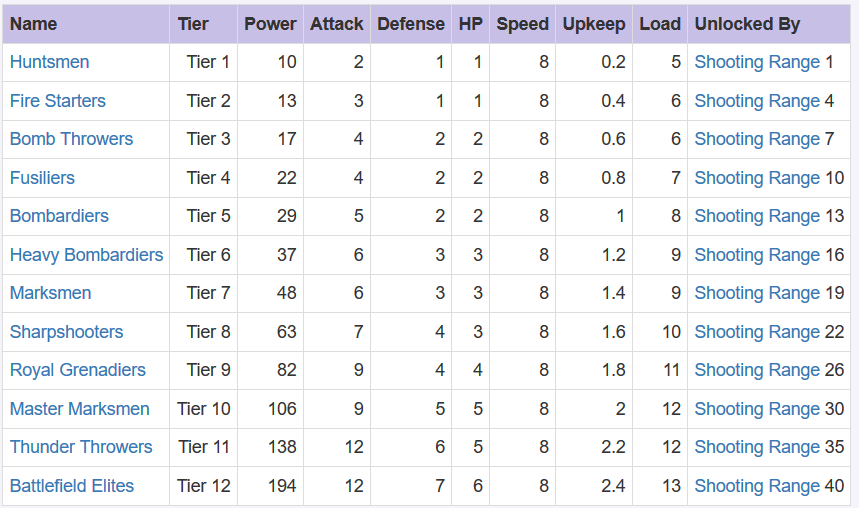 Name Tier Power Attack Defense HP Speed Upkeep Load Unlocked By
Huntsmen Tier 1 10 2 1 1 8 0.2 5 Shooting Range 1
Fire Starters Tier 2 13 3 1 1 8 0.4 6 Shooting Range 4
Bomb Throwers Tier 3 17 4 2 2 8 0.6 6 Shooting Range 7
Fusiliers Tier 4 22 4 2 2 8 0.8 7 Shooting Range 10
Bombardiers Tier 5 29 5 2 2 8 1 8 Shooting Range 13
Heavy Bombardiers Tier 6 37 6 3 3 8 1.2 9 Shooting Range 16
Marksmen Tier 7 48 6 3 3 8 1.4 9 Shooting Range 19
Sharpshooters Tier 8 63 7 4 3 8 1.6 10 Shooting Range 22
Royal Grenadiers Tier 9 82 9 4 4 8 1.8 11 Shooting Range 26
Master Marksmen Tier 10 106 9 5 5 8 2 12 Shooting Range 30
Thunder Throwers Tier 11 138 12 6 5 8 2.2 12 Shooting Range 35
Battlefield Elites Tier 12 194 12 7 6 8 2.4 13 Shooting Range 40